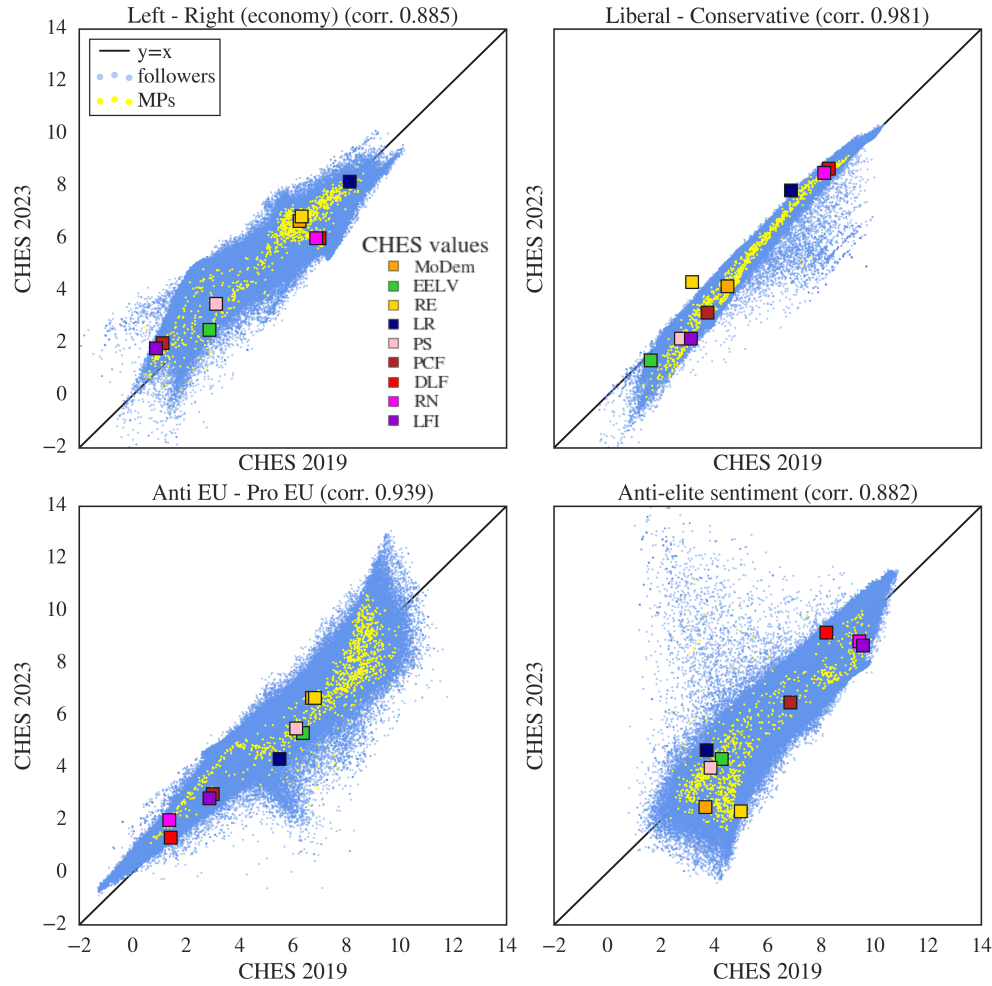 Left - Right (economy) (corr. 0.885)
Liberal - Conservative (corr. 0.981)
14
12
10
8
6
4
2
0
−2
CHES 2023
y=x
followers
MPs
CHES values
MoDem
EELV
RE
LR
PS
PCF
DLF
RN
LFI
CHES 2019
CHES 2023
CHES 2019
Anti EU - Pro EU (corr. 0.939)
Anti-elite sentiment (corr. 0.882)
14
12
10
8
6
4
2
0
−2
CHES 2023
−2 0 2 4 6 8 10 12 14
CHES 2019
CHES 2023
−2 0 2 4 6 8 10 12 14
CHES 2019